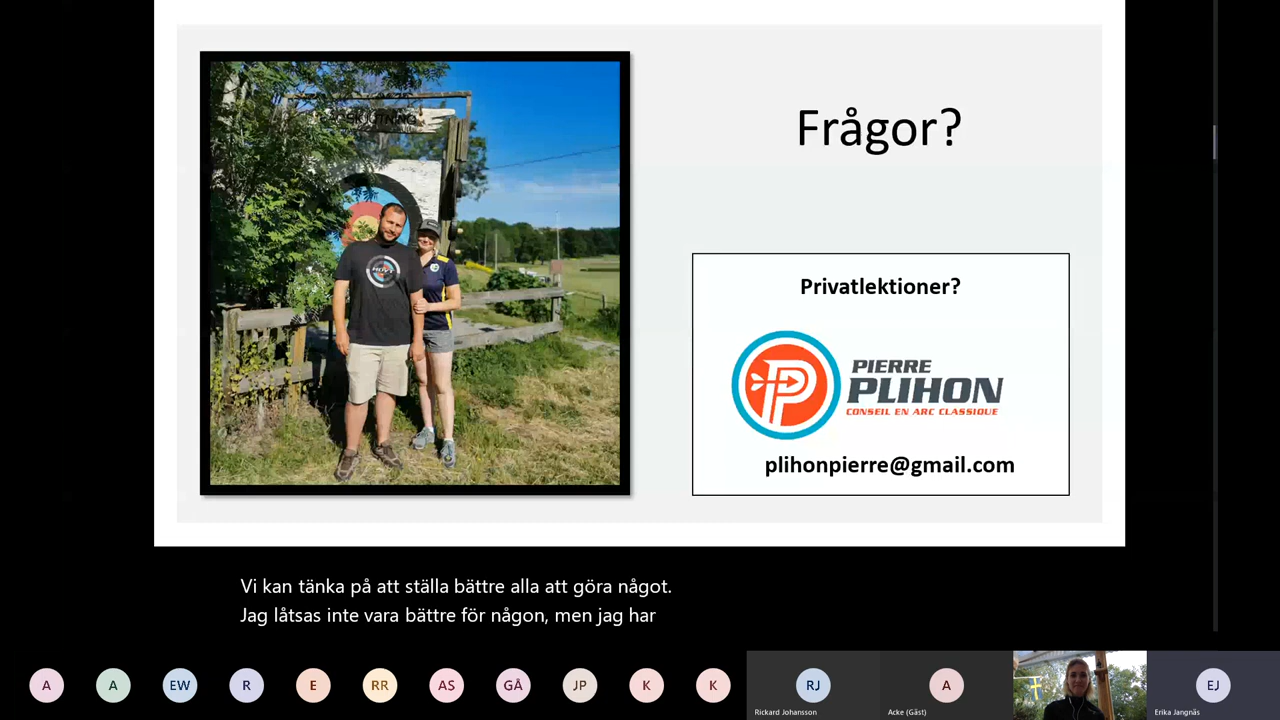 Frågor?
Privatlektioner?
P
PIERRE
PLIHON
CONSEIL EN ARC CLASSIQUE
plihonpierre@gmail.com
Vi kan tänka på att ställa bättre alla att göra något.
Jag låtsas inte vara bättre för någon, men jag har
A
A
EW
R
E
RR
AS
GÅ
JP
K
K
RJ
Rickard Johansson
A
Acke (Gäst)
EJ
Erika Jangnäs